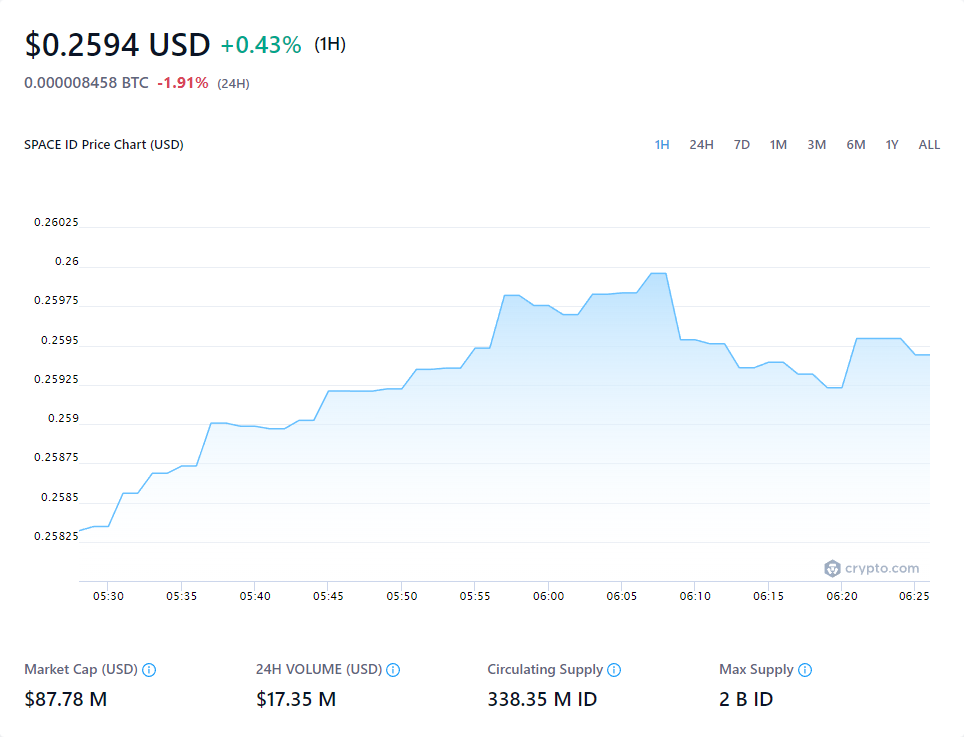 $0.2594 USD +0.43% (1H)
0.000008458 BTC -1.91% (24H)
SPACE ID Price Chart (USD)
1H 24H 7D 1M 3M 6M 1Y ALL
0.26025
0.26
0.25975
0.2595
0.25925
0.259
0.25875
0.2585
0.25825
crypto.com
05:30 05:35 05:40 05:45 05:50 05:55 06:00 06:05 06:10 06:15 06:20 06:25
Market Cap (USD) 24H VOLUME (USD) Circulating Supply Max Supply
$87.78 M $17.35 M 338.35 M ID 2 B ID